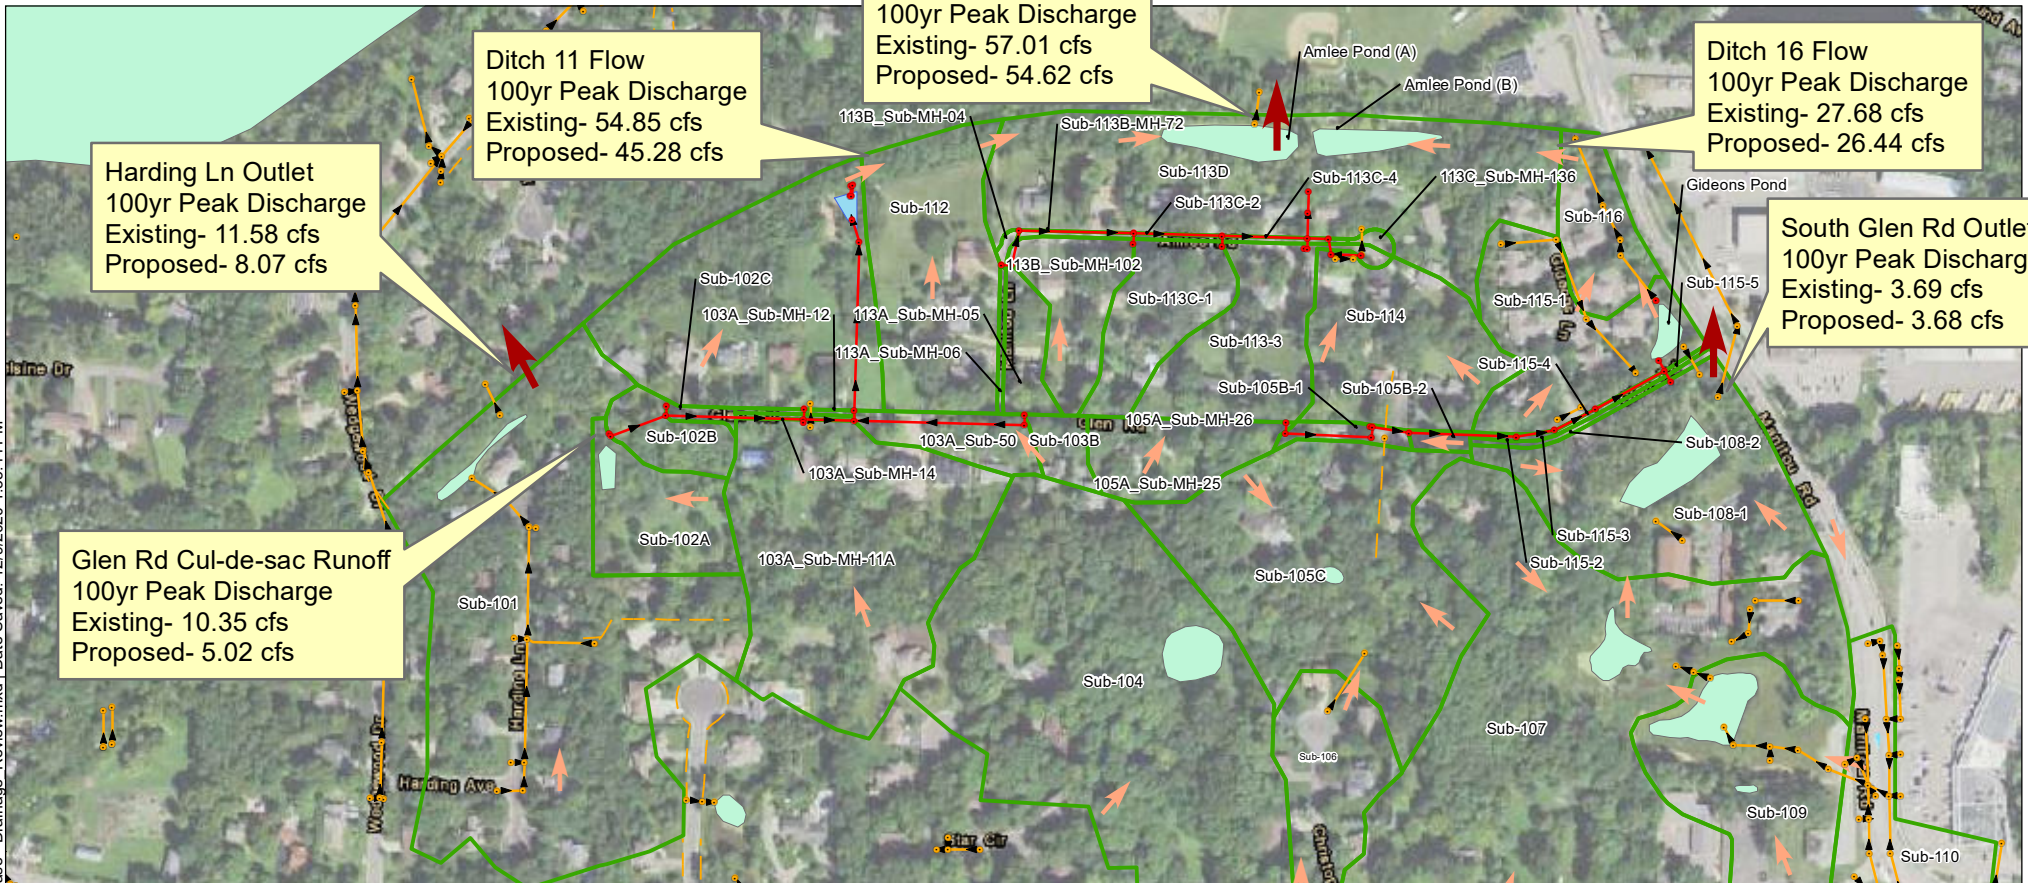 100yr Peak Discharge
Existing- 57.01 cfs
Proposed- 54.62 cfs
Ditch 11 Flow
100yr Peak Discharge
Existing- 54.85 cfs
Proposed- 45.28 cfs
Ditch 16 Flow
100yr Peak Discharge
Existing- 27.68 cfs
Proposed- 26.44 cfs
Harding Ln Outlet
100yr Peak Discharge
Existing- 11.58 cfs
Proposed- 8.07 cfs
South Glen Rd Outle
100yr Peak Discharg
Existing- 3.69 cfs
Proposed- 3.68 cfs
Glen Rd Cul-de-sac Runoff
100yr Peak Discharge
Existing- 10.35 cfs
Proposed- 5.02 cfs
Amlee Pond (A)
Amlee Pond (B)
113B_Sub-MH-04
Sub-113B-MH-72
Sub-113D
Sub-113C-4
113C_Sub-MH-136
Sub-113C-2
Gideons Pond
Sub-112
Sub-116
113B_Sub-MH-102
Sub-102C
Sub-113C-1
Sub-115-1
Sub-115-5
103A_Sub-MH-12
113A_Sub-MH-05
Sub-114
Sub-113-3
113A_Sub-MH-06
Sub-115-4
Sub-105B-1
Sub-105B-2
105A_Sub-MH-26
Glen Rd
Sub-102B
103A_Sub-50
Sub-103B
Sub-108-2
103A_Sub-MH-14
105A_Sub-MH-25
Manitou Rd
Sub-108-1
Sub-102A
Sub-115-3
103A_Sub-MH-11A
Sub-115-2
Sub-105C
Sub-101
Harding Ln
Sub-104
Sub-107
Sub-106
Wedgewood Dr
Harding Ave
Sub-109
Star Cir
Sub-110